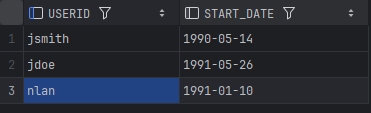 USERID START_DATE
1 jsmith 1990-05-14
2 jdoe 1991-05-26
3 nlan 1991-01-10